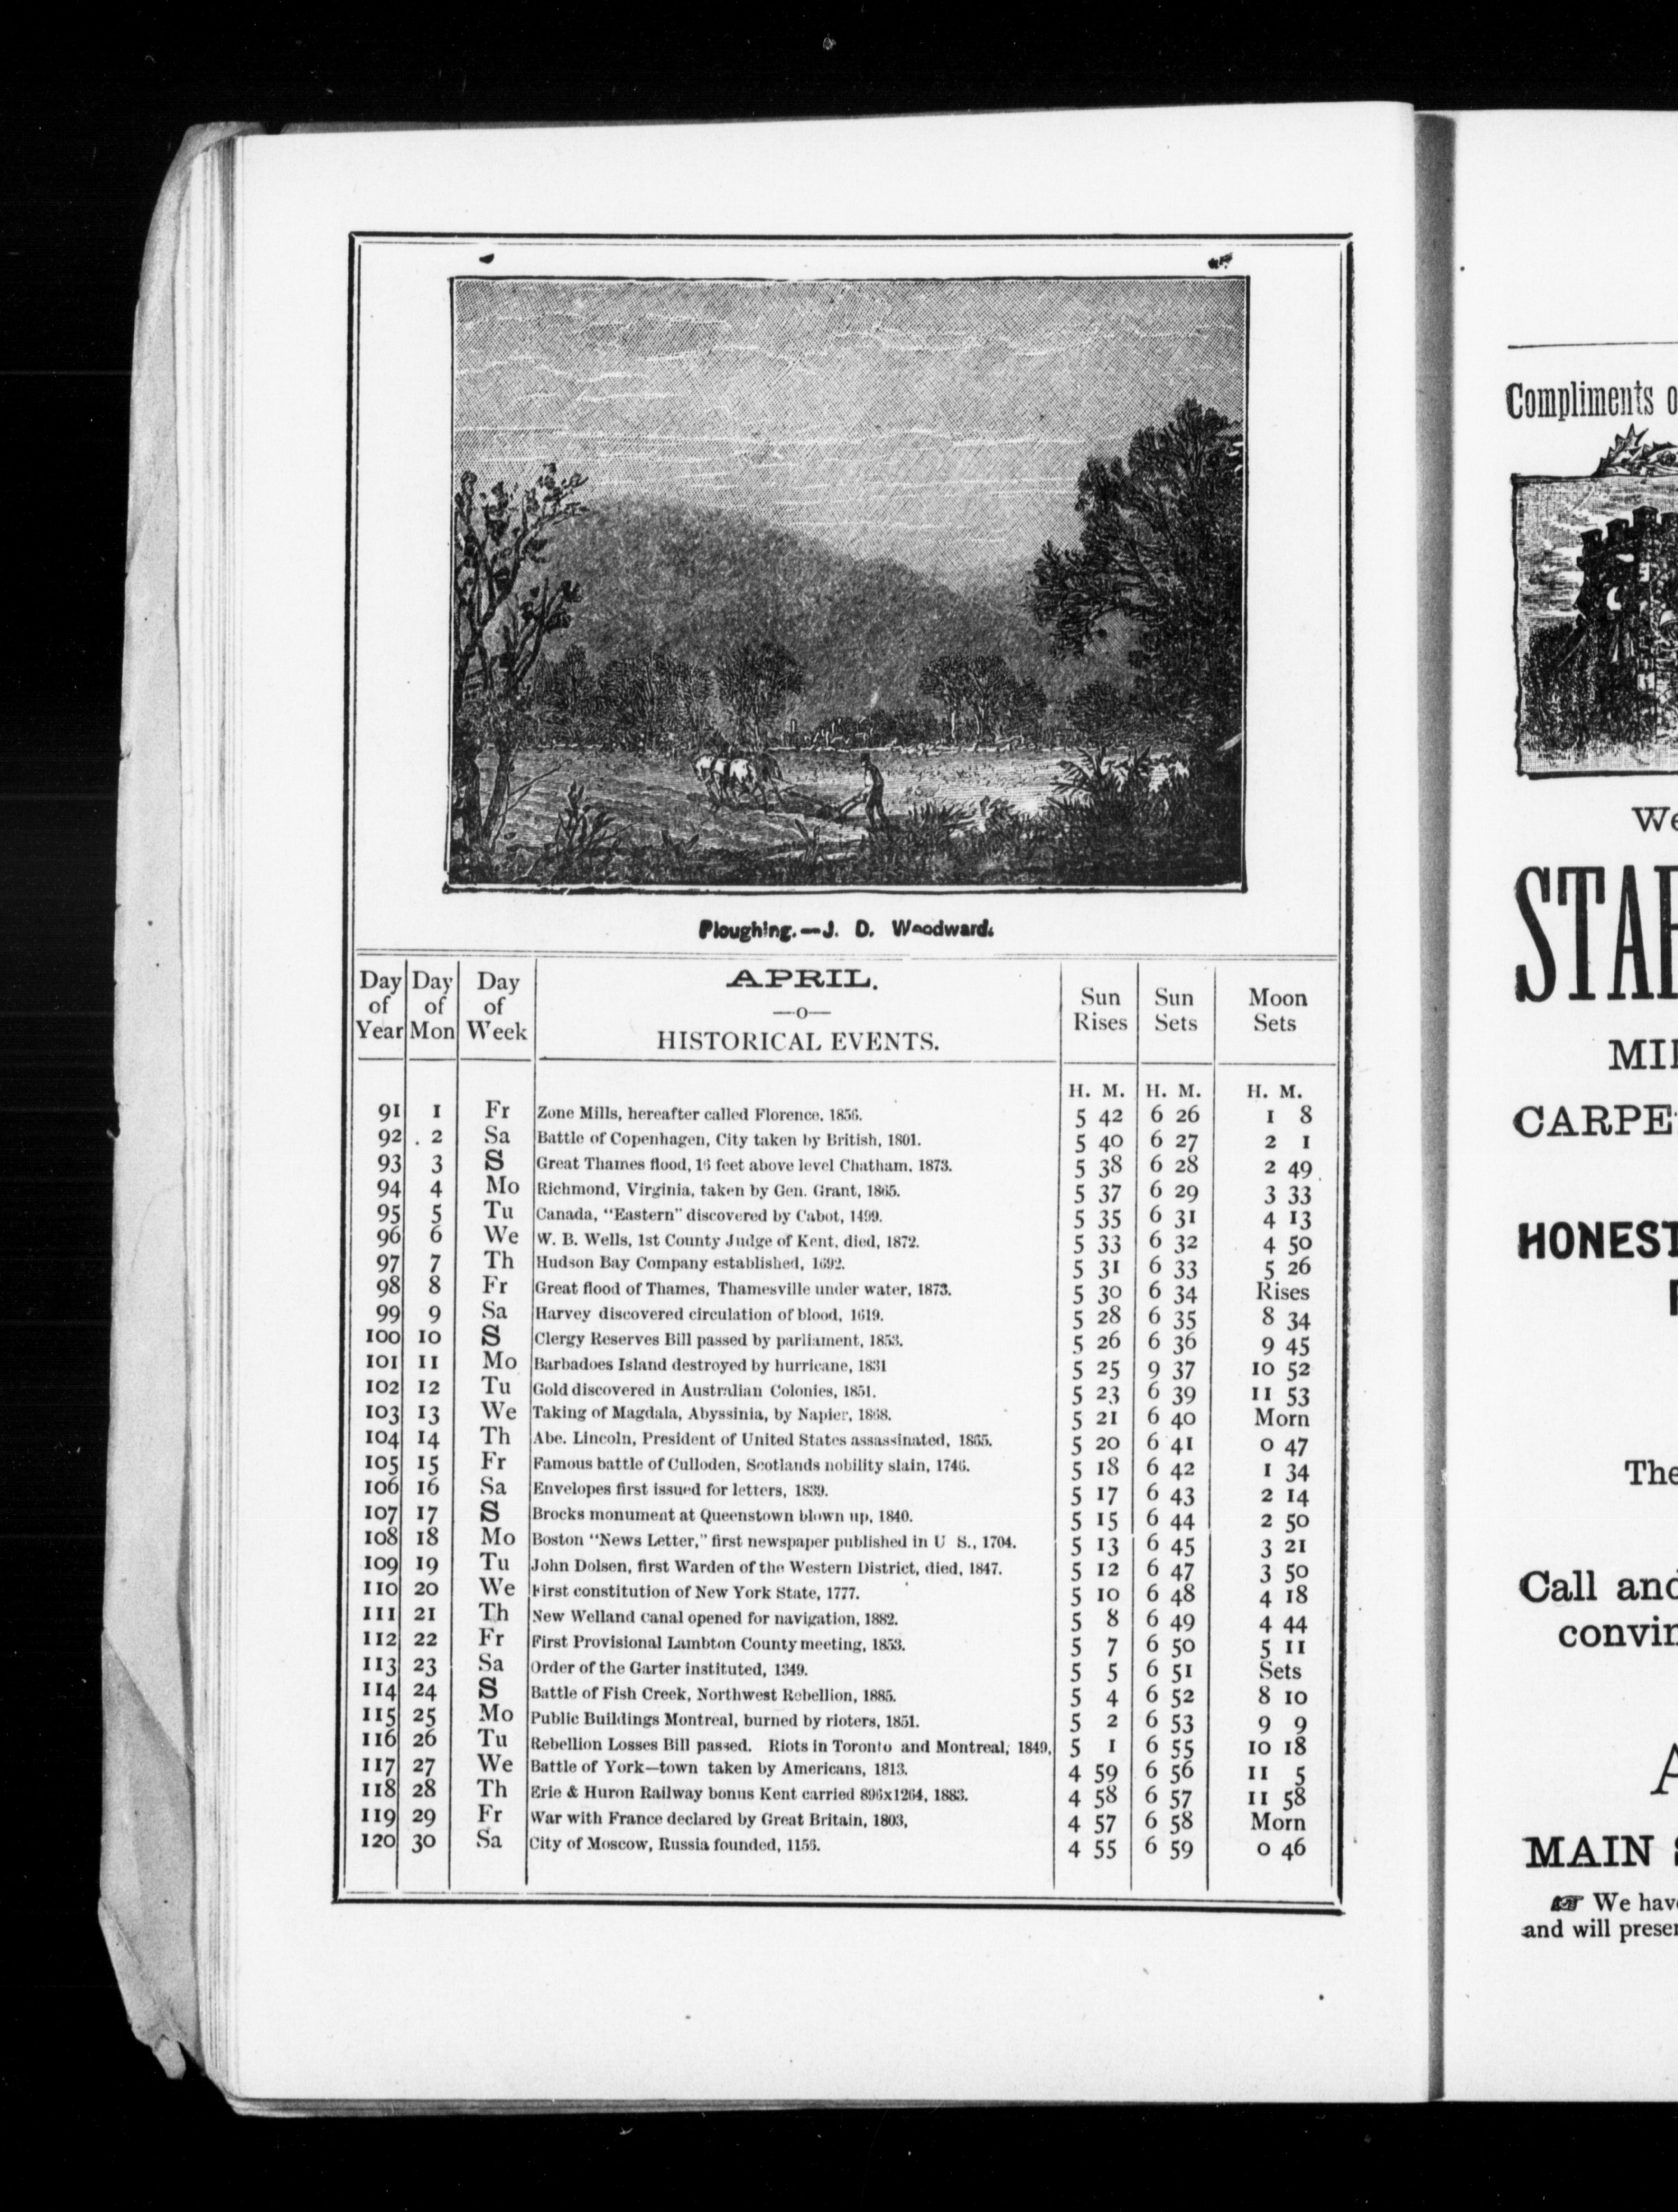 Ploughing.—J. D. Woodward.
Day of Year Day of Mon Day of Week APRIL. Sun Rises Sun Sets Moon Sets
—o—
HISTORICAL EVENTS.
H. M. H. M. H. M.
91 1 Fr Zone Mills, hereafter called Florence. 1856. 5 42 6 26 1 8
92 2 Sa Battle of Copenhagen, City taken by British, 1801. 5 40 6 27 2 1
93 3 S Great Thames flood, 16 feet above level Chatham, 1873. 5 38 6 28 2 49
94 4 Mo Richmond, Virginia, taken by Gen. Grant, 1865. 5 37 6 29 3 33
95 5 Tu Canada, "Eastern" discovered by Cabot, 1499. 5 35 6 31 4 13
96 6 We W. B. Wells, 1st County Judge of Kent, died, 1872. 5 33 6 32 4 50
97 7 Th Hudson Bay Company established, 1692. 5 31 6 33 5 26
98 8 Fr Great flood of Thames, Thamesville under water, 1873. 5 30 6 34 Rises
99 9 Sa Harvey discovered circulation of blood, 1619. 5 28 6 35 8 34
100 10 S Clergy Reserves Bill passed by parliament, 1853. 5 26 6 36 9 45
101 11 Mo Barbadoes Island destroyed by hurricane, 1831 5 25 9 37 10 52
102 12 Tu Gold discovered in Australian Colonies, 1851. 5 23 6 39 11 53
103 13 We Taking of Magdala, Abyssinia, by Napier, 1868. 5 21 6 40 Morn
104 14 Th Abe. Lincoln, President of United States assassinated, 1865. 5 20 6 41 0 47
105 15 Fr Famous battle of Culloden, Scotlands nobility slain, 1746. 5 18 6 42 1 34
106 16 Sa Envelopes first issued for letters, 1839. 5 17 6 43 2 14
107 17 S Brocks monument at Queenstown blown up, 1840. 5 15 6 44 2 50
108 18 Mo Boston "News Letter," first newspaper published in U S., 1704. 5 13 6 45 3 21
109 19 Tu John Dolsen, first Warden of the Western District, died, 1847. 5 12 6 47 3 50
110 20 We First constitution of New York State, 1777. 5 10 6 48 4 18
111 21 Th New Welland Canal opened for navigation, 1882. 5 8 6 49 4 44
112 22 Fr First Provisional Lambton County meeting, 1853. 5 7 6 50 5 11
113 23 Sa Order of the Garter instituted, 1349. 5 5 6 51 Sets
114 24 S Battle of Fish Creek, Northwest Rebellion, 1885. 5 4 6 52 8 10
115 25 Mo Public Buildings Montreal, burned by rioters, 1851. 5 2 6 53 9 9
116 26 Tu Rebellion Losses Bill passed. Riots in Toronto and Montreal, 1849, 5 1 6 55 10 18
117 27 We Battle of York—town taken by Americans, 1813. 4 59 6 56 11 5
118 28 Th Erie & Huron Railway bonus Kent carried 896x1264, 1883. 4 58 6 57 11 58
119 29 Fr War with France declared by Great Britain, 1803, 4 57 6 58 Morn
120 30 Sa City of Moscow, Russia founded, 1156. 4 55 6 59 0 46
Compliments o
We
STAR
MIL
CARPE
HONEST
The
Call and
convin
A
MAIN S
☞ We have
and will presen